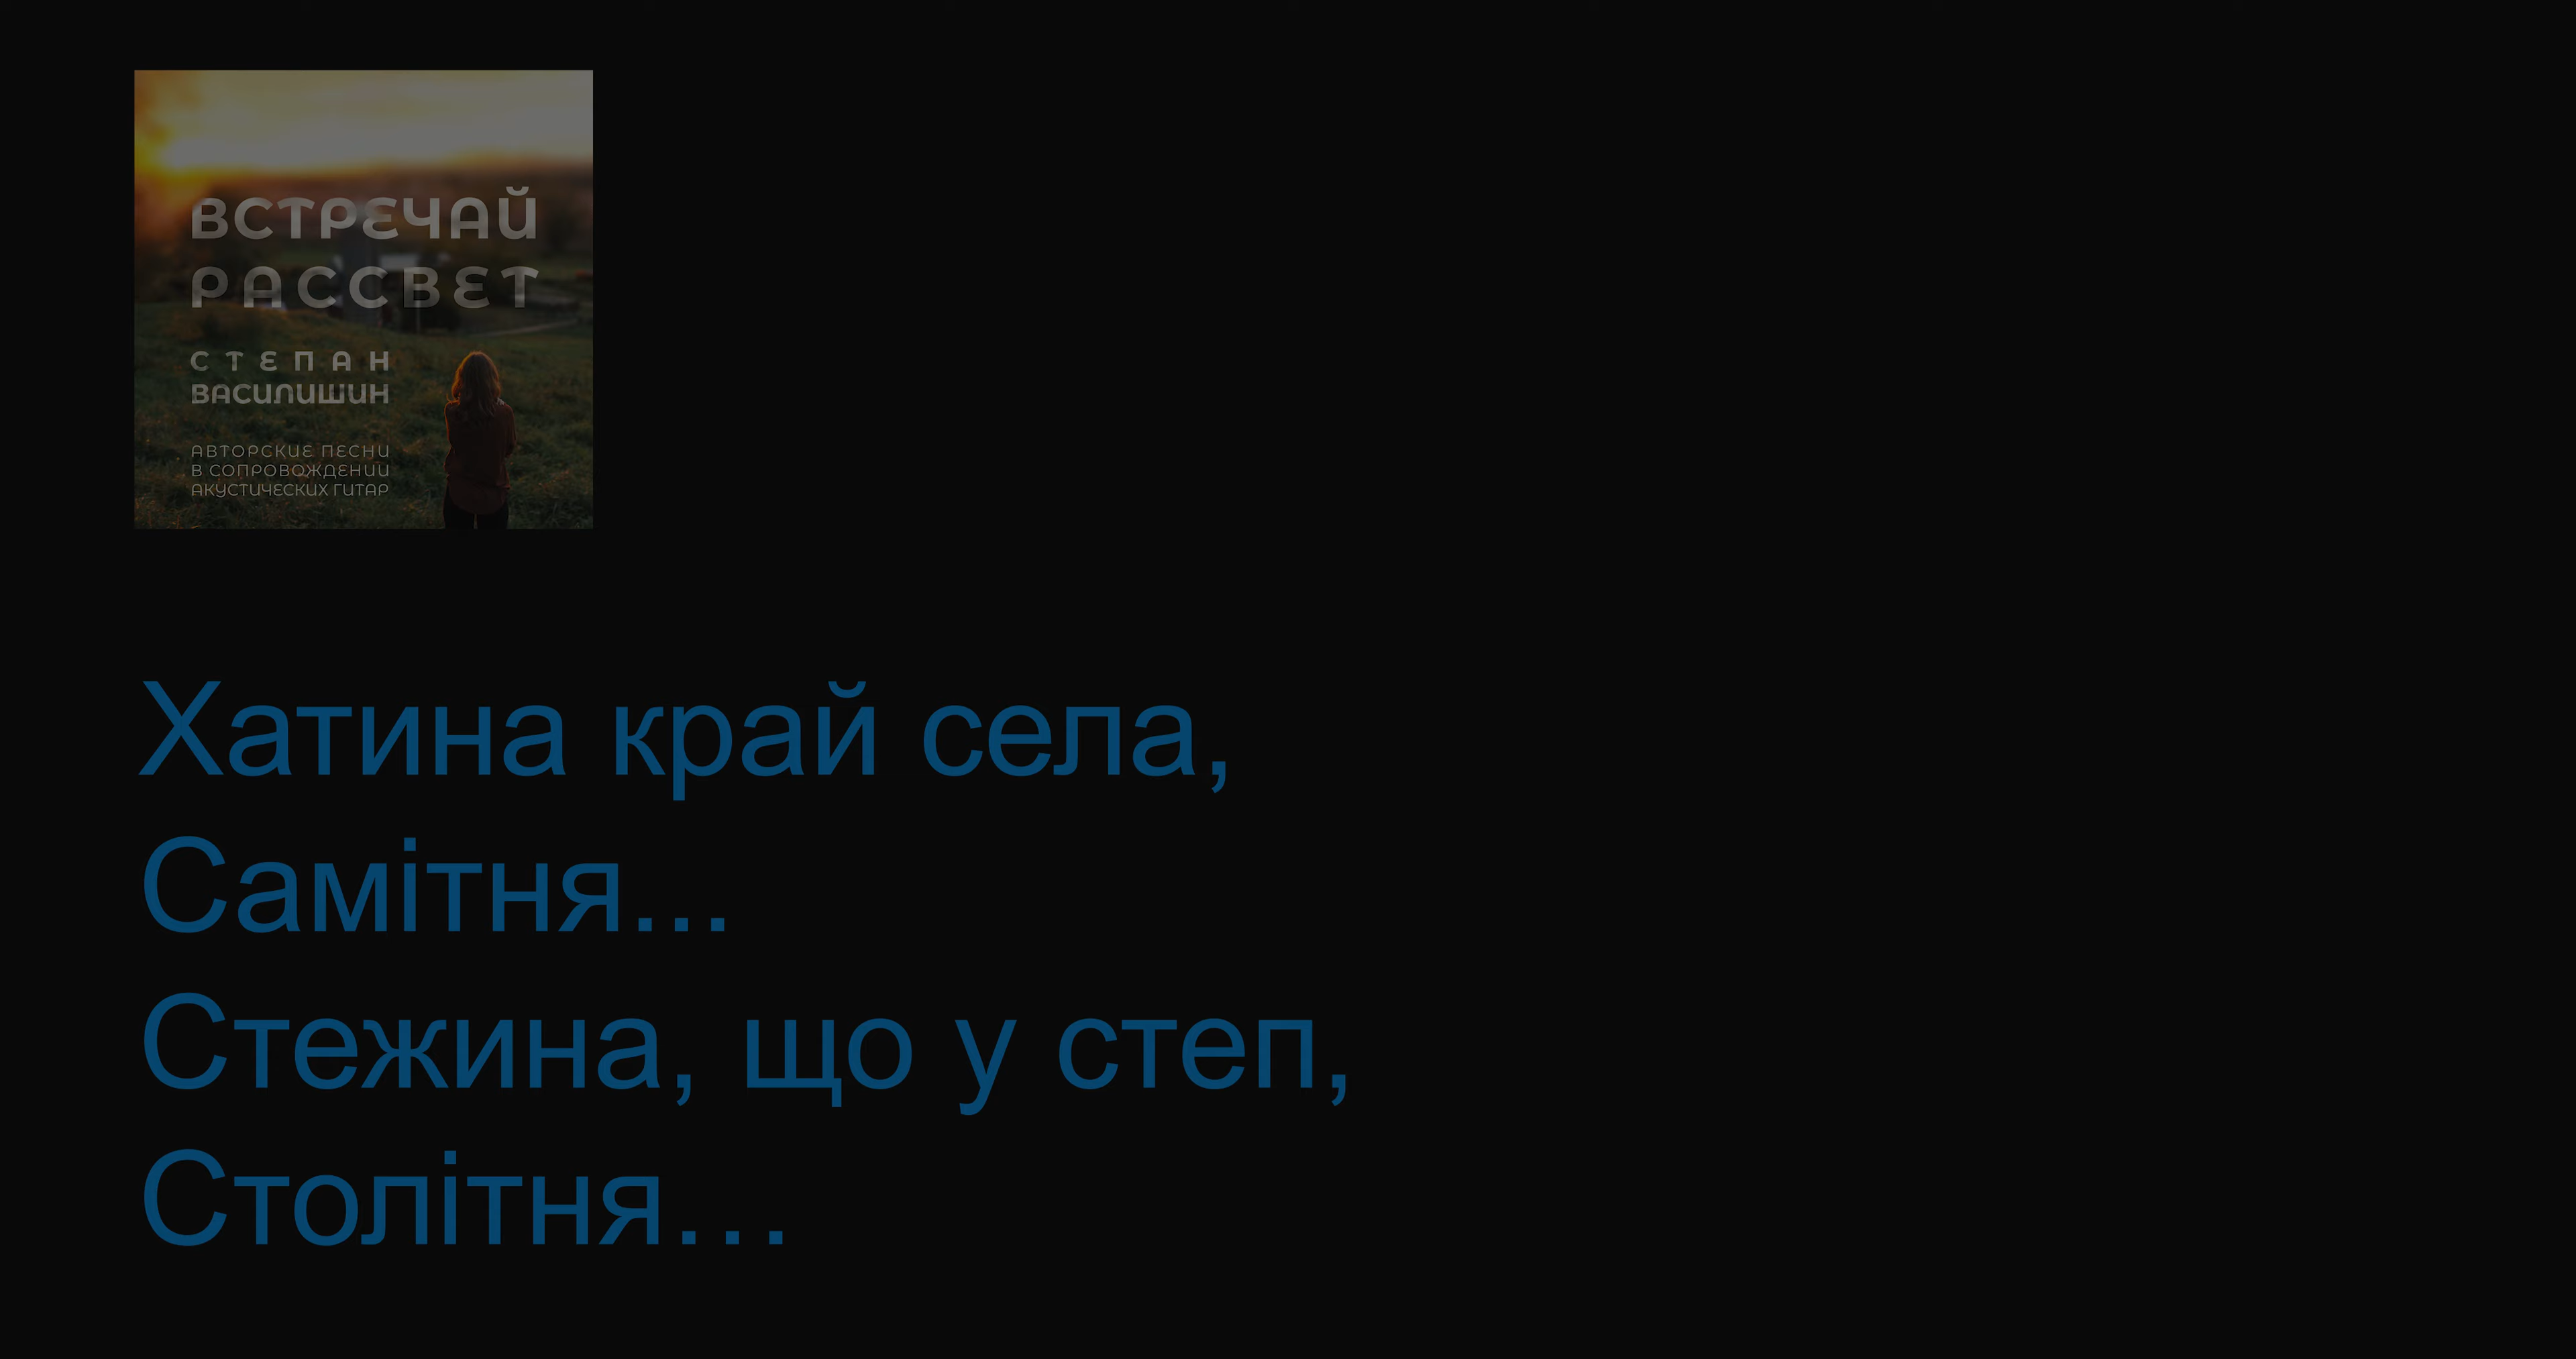 ВСТРЕЧАЙ
РАССВЕТ
СТЕПАН
ВАСИЛИШИН
АВТОРСКИЕ ПЕСНИ
В СОПРОВОЖДЕНИИ
АКУСТИЧЕСКИХ ГИТАР
Хатина край села,
Самітня...
Стежина, що у степ,
Столітня…